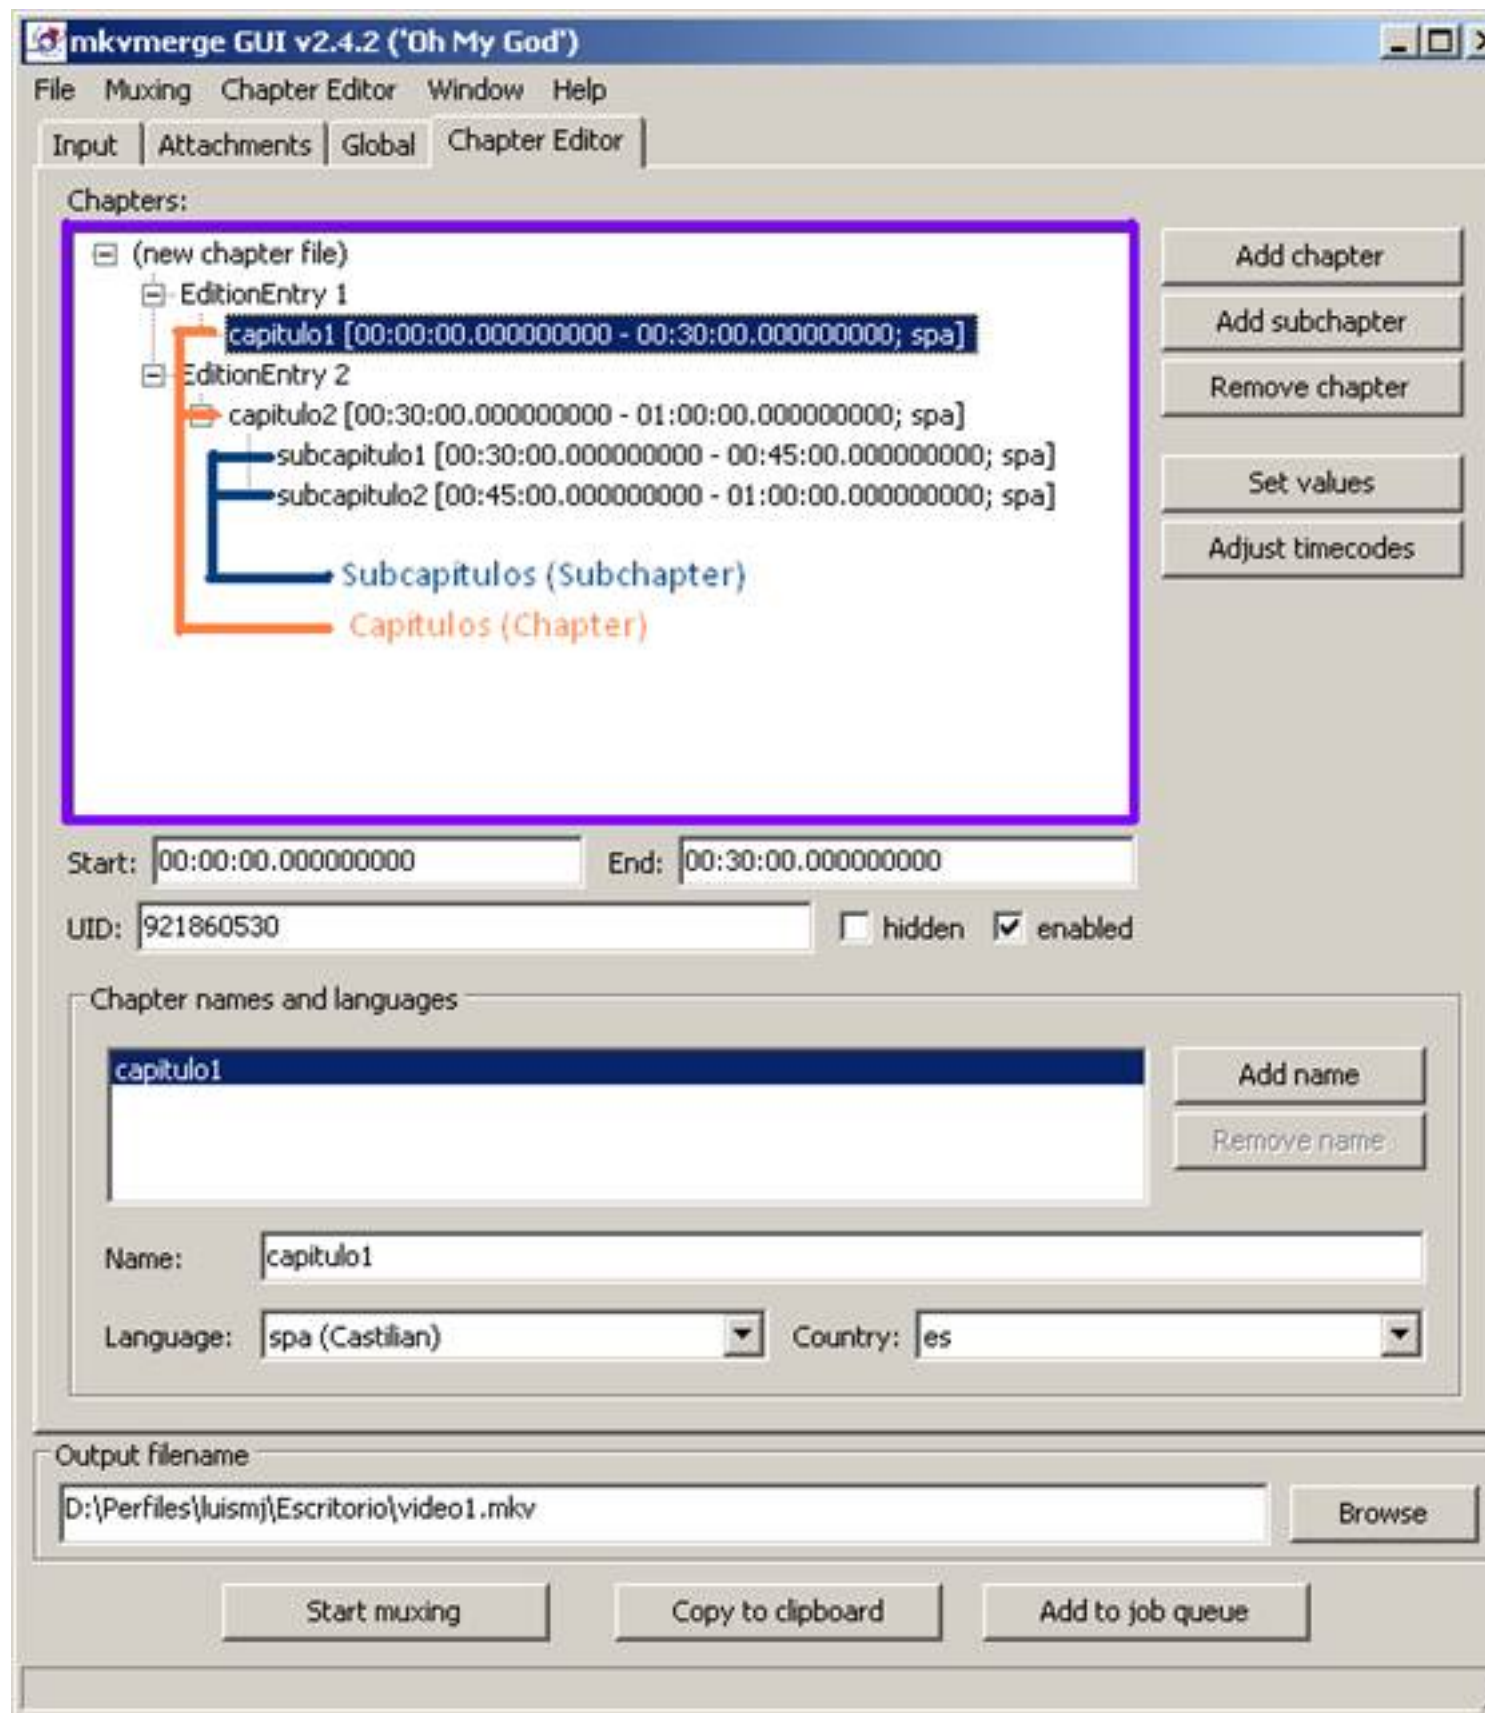 mkvmerge GUI v2.4.2 ('Oh My God')
File Muxing Chapter Editor Window Help
Input Attachments Global Chapter Editor
Chapters:
(new chapter file)
Add chapter
EditionEntry 1
capitulo1 [00:00:00.000000000 - 00:30:00.000000000; spa]
Add subchapter
EditionEntry 2
Remove chapter
capitulo2 [00:30:00.000000000 - 01:00:00.000000000; spa]
subcapitulo1 [00:30:00.000000000 - 00:45:00.000000000; spa]
subcapitulo2 [00:45:00.000000000 - 01:00:00.000000000; spa]
Set values
Adjust timecodes
Subcapítulos (Subchapter)
Capítulos (Chapter)
Start: 00:00:00.000000000 End: 00:30:00.000000000
UID: 921860530 hidden enabled
Chapter names and languages
capitulo1
Add name
Remove name
Name: capitulo1
Language: spa (Castilian) Country: es
Output filename
D:\Perfiles\luismj\Escritorio\video1.mkv Browse
Start muxing Copy to clipboard Add to job queue